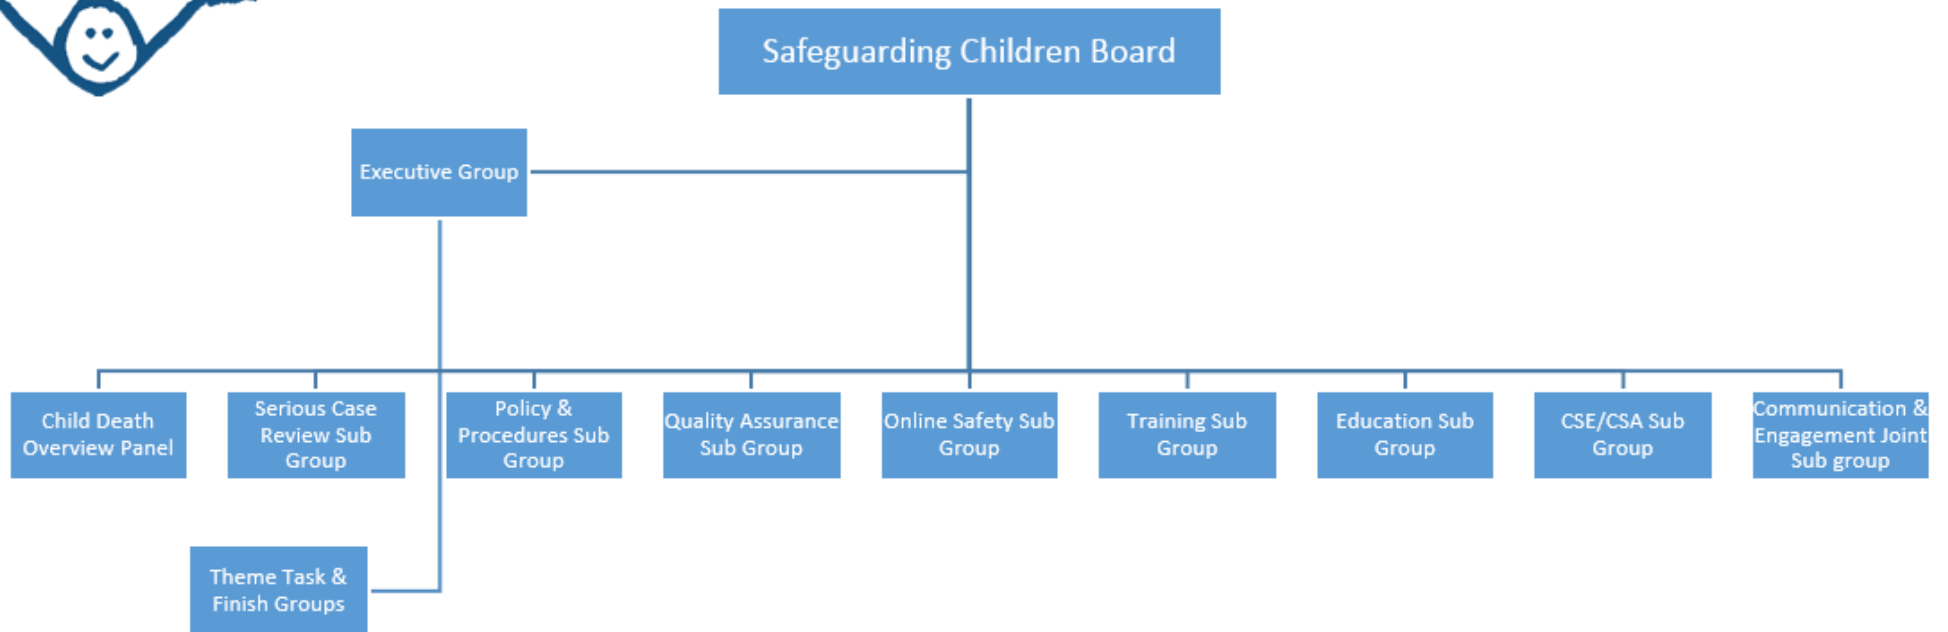 Safeguarding Children Board
Executive Group
Child Death
Overview Panel
Serious Case
Review Sub
Group
Policy &
Procedures Sub
Group
Quality Assurance
Sub Group
Online Safety Sub
Group
Training Sub
Group
Education Sub
Group
CSE/CSA Sub
Group
Communication &
Engagement Joint
Sub group
Theme Task &
Finish Groups